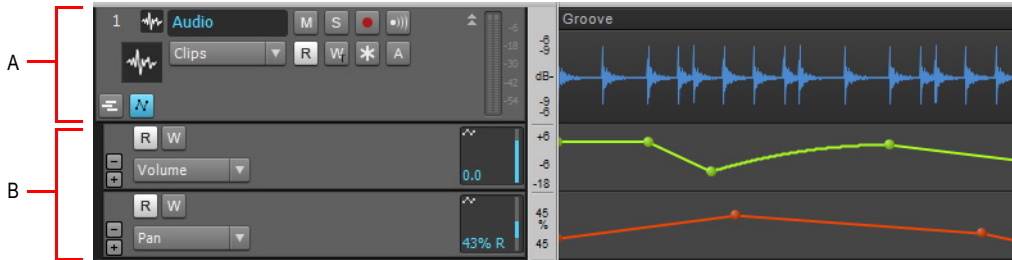 1 Audio M S Groove
Clips R W * A
-6
-18
-30
-42
-54
-6
-9
dB-
-9
-6
A
R W
Volume
0.0
+6
-6
-18
B
R W
Pan
43% R
45
%
45